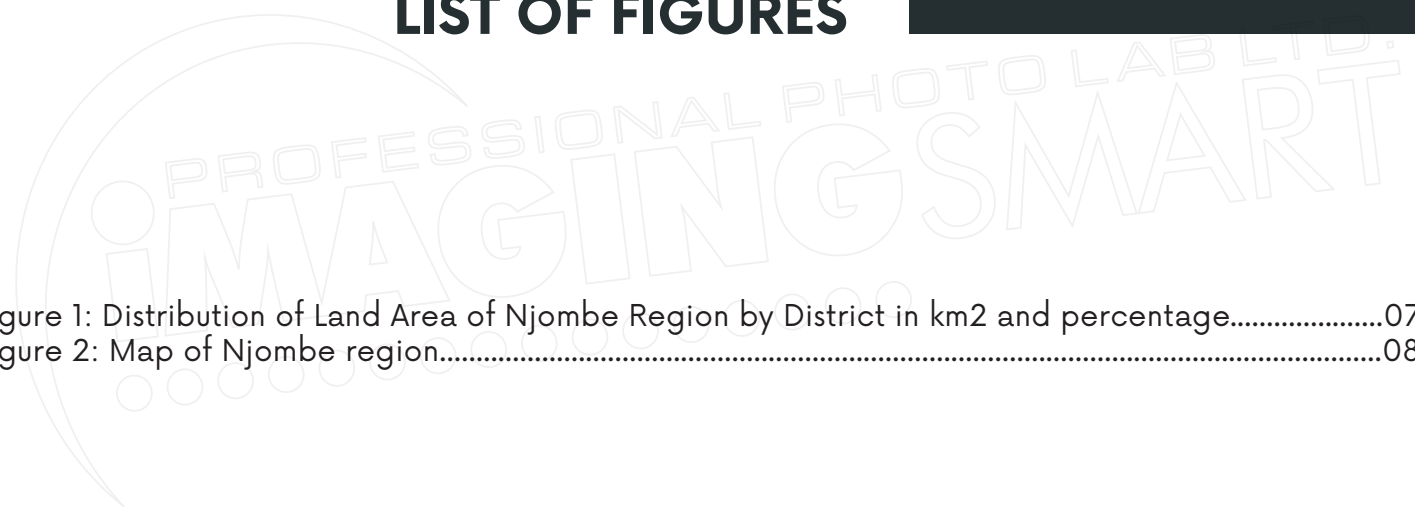 LIST OF FIGURES
PROFESSIONAL PHOTO LAB LTD.
iMAGINGSMART
gure 1: Distribution of Land Area of Njombe Region by District in km2 and percentage.....................07
gure 2: Map of Njombe region....................................................................................................................................08